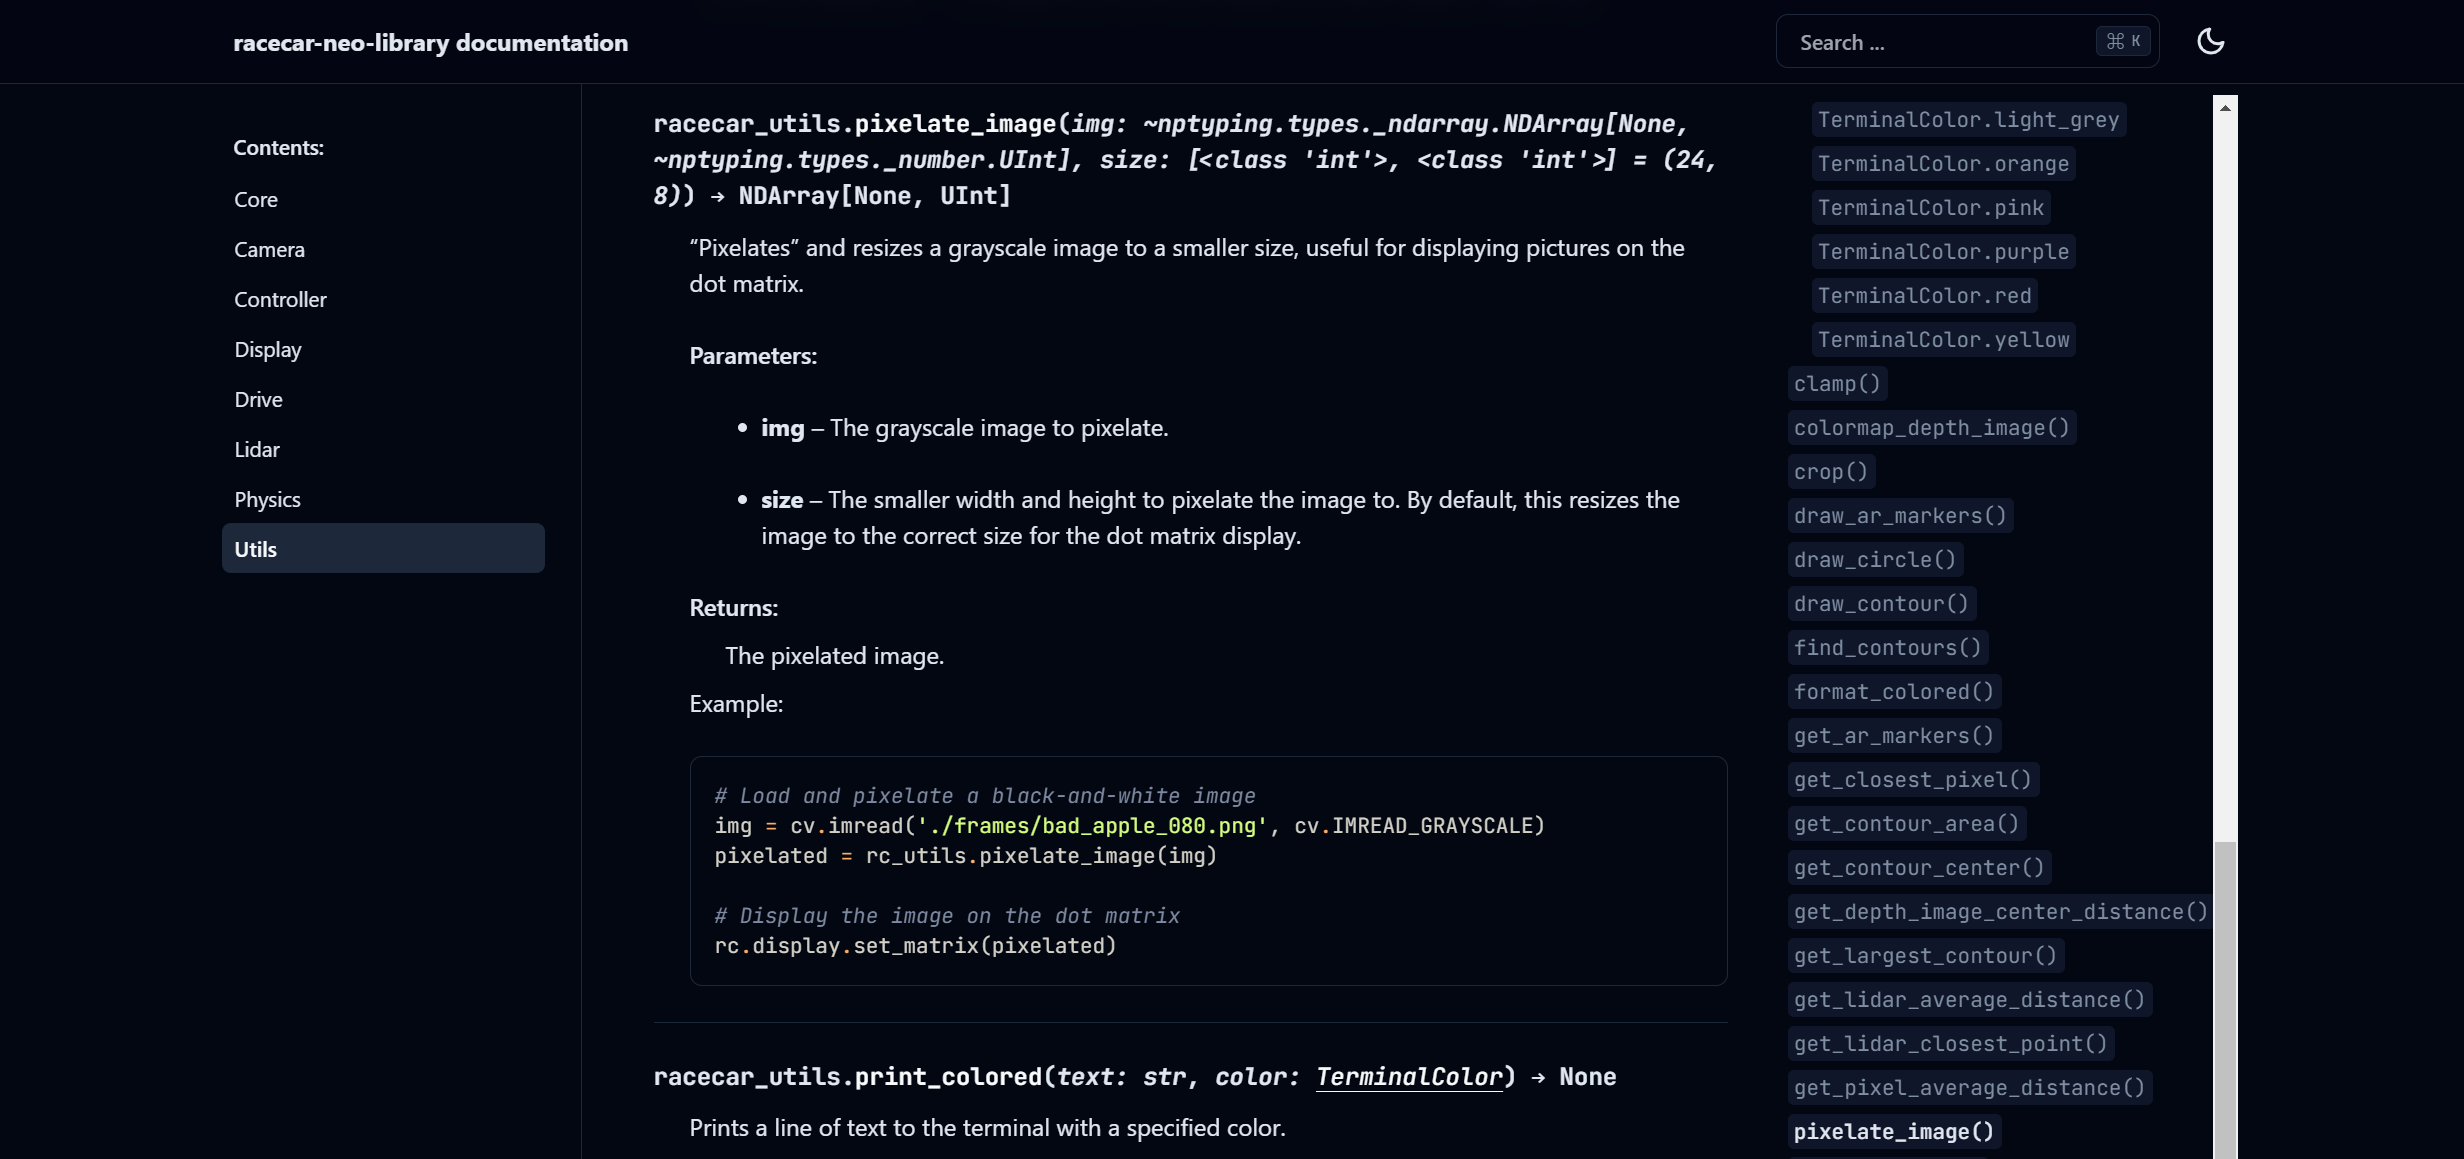 racecar-neo-library documentation
Search ...
⌘ K
Contents:
Core
Camera
Controller
Display
Drive
Lidar
Physics
Utils
racecar_utils.pixelate_image(img: ~nptyping.types._ndarray.NDArray[None,
~nptyping.types._number.UInt], size: [<class 'int'>, <class 'int'>] = (24,
8)) → NDArray[None, UInt]
“Pixelates” and resizes a grayscale image to a smaller size, useful for displaying pictures on the
dot matrix.
Parameters:
• img – The grayscale image to pixelate.
• size – The smaller width and height to pixelate the image to. By default, this resizes the
image to the correct size for the dot matrix display.
Returns:
The pixelated image.
Example:
# Load and pixelate a black-and-white image
img = cv.imread('./frames/bad_apple_080.png', cv.IMREAD_GRAYSCALE)
pixelated = rc_utils.pixelate_image(img)
# Display the image on the dot matrix
rc.display.set_matrix(pixelated)
racecar_utils.print_colored(text: str, color: TerminalColor) → None
Prints a line of text to the terminal with a specified color.
TerminalColor.light_grey
TerminalColor.orange
TerminalColor.pink
TerminalColor.purple
TerminalColor.red
TerminalColor.yellow
clamp()
colormap_depth_image()
crop()
draw_ar_markers()
draw_circle()
draw_contour()
find_contours()
format_colored()
get_ar_markers()
get_closest_pixel()
get_contour_area()
get_contour_center()
get_depth_image_center_distance()
get_largest_contour()
get_lidar_average_distance()
get_lidar_closest_point()
get_pixel_average_distance()
pixelate_image()